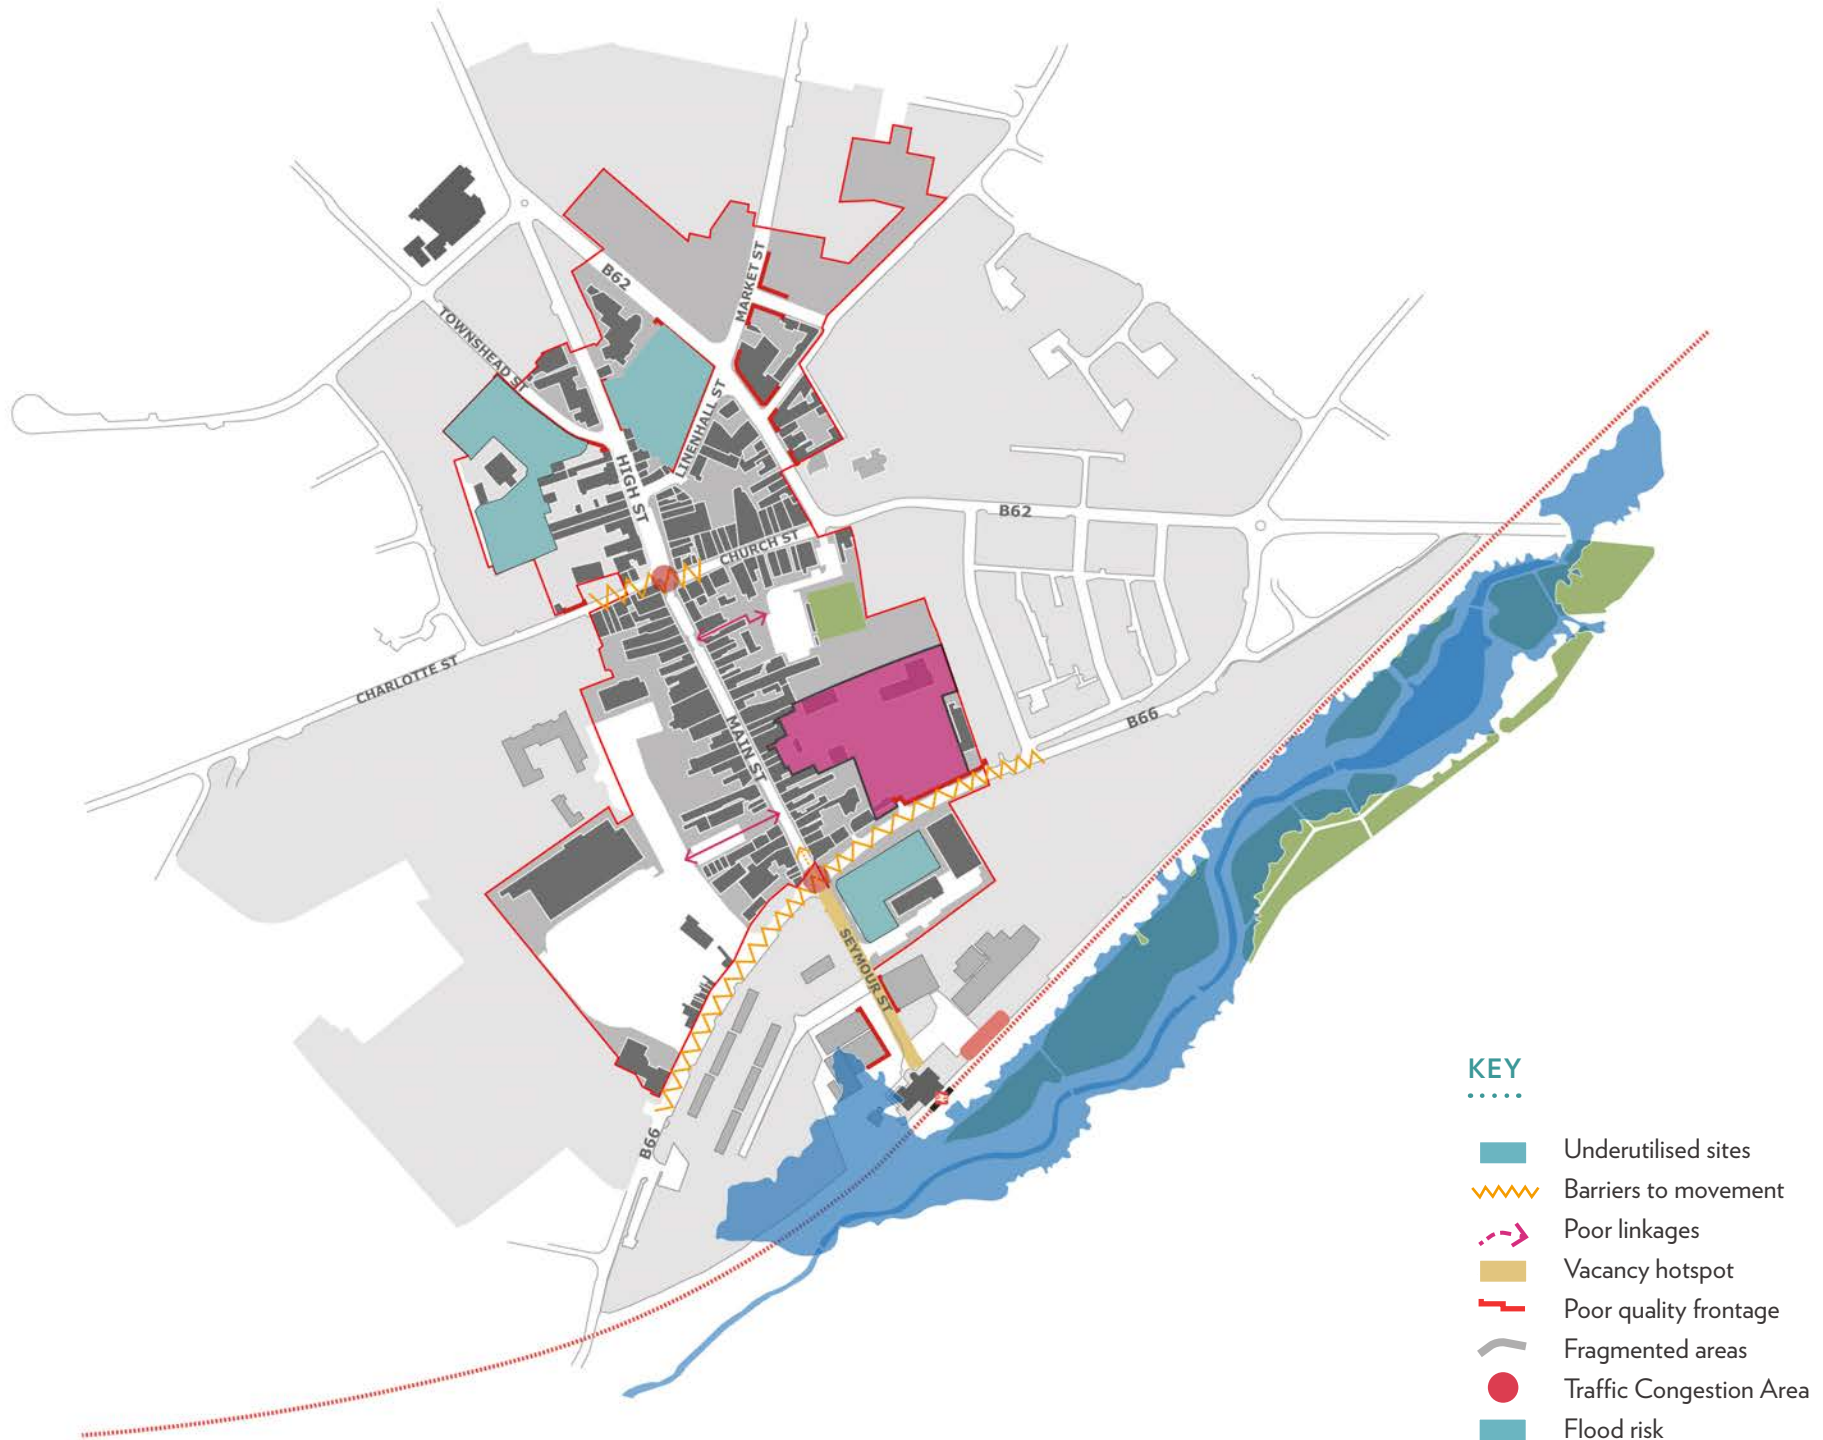 B62
MARKET ST
TOWNSHEAD ST
LINENHALL ST
HIGH ST
B62
CHURCH ST
CHARLOTTE ST
MAIN ST
B66
SEYMOUR ST
B66
KEY
Underutilised sites
Barriers to movement
Poor linkages
Vacancy hotspot
Poor quality frontage
Fragmented areas
Traffic Congestion Area
Flood risk